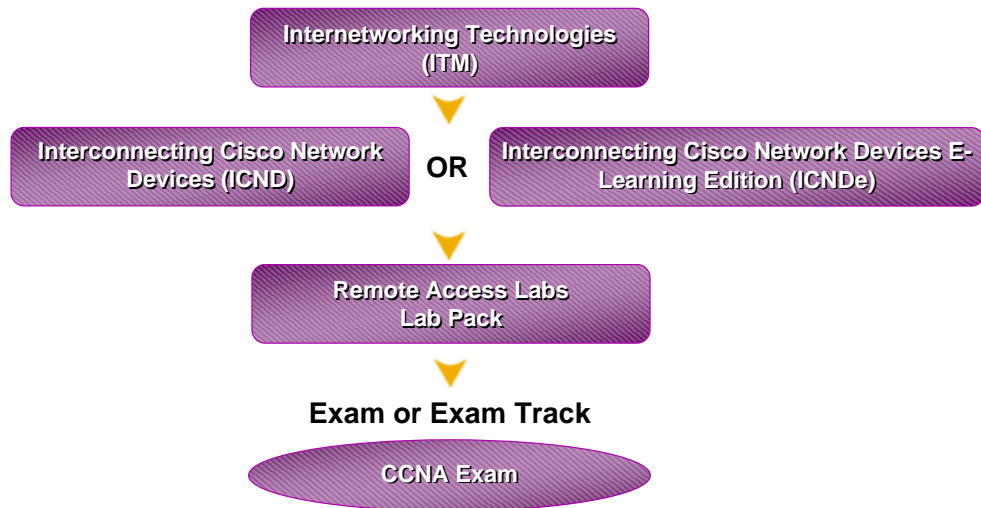 Internetworking Technologies
(ITM)
Interconnecting Cisco Network
Devices (ICND)
OR
Interconnecting Cisco Network Devices E-
Learning Edition (ICNDe)
Remote Access Labs
Lab Pack
Exam or Exam Track
CCNA Exam